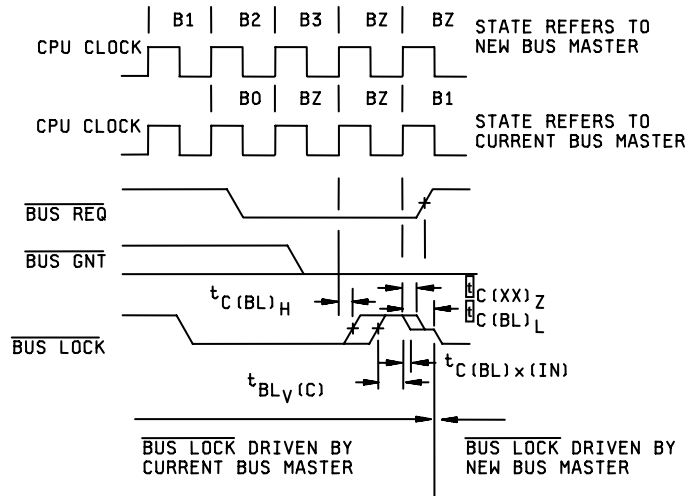 B1 B2 B3 BZ BZ STATE REFERS TO
NEW BUS MASTER
CPU CLOCK
B0 BZ BZ B1 STATE REFERS TO
CURRENT BUS MASTER
CPU CLOCK
BUS REQ
BUS GNT
tC(BL)H
tC(XX)Z
tC(BL)L
BUS LOCK
tC(BL)x(IN)
tBLV(C)
BUS LOCK DRIVEN BY
CURRENT BUS MASTER
BUS LOCK DRIVEN BY
NEW BUS MASTER